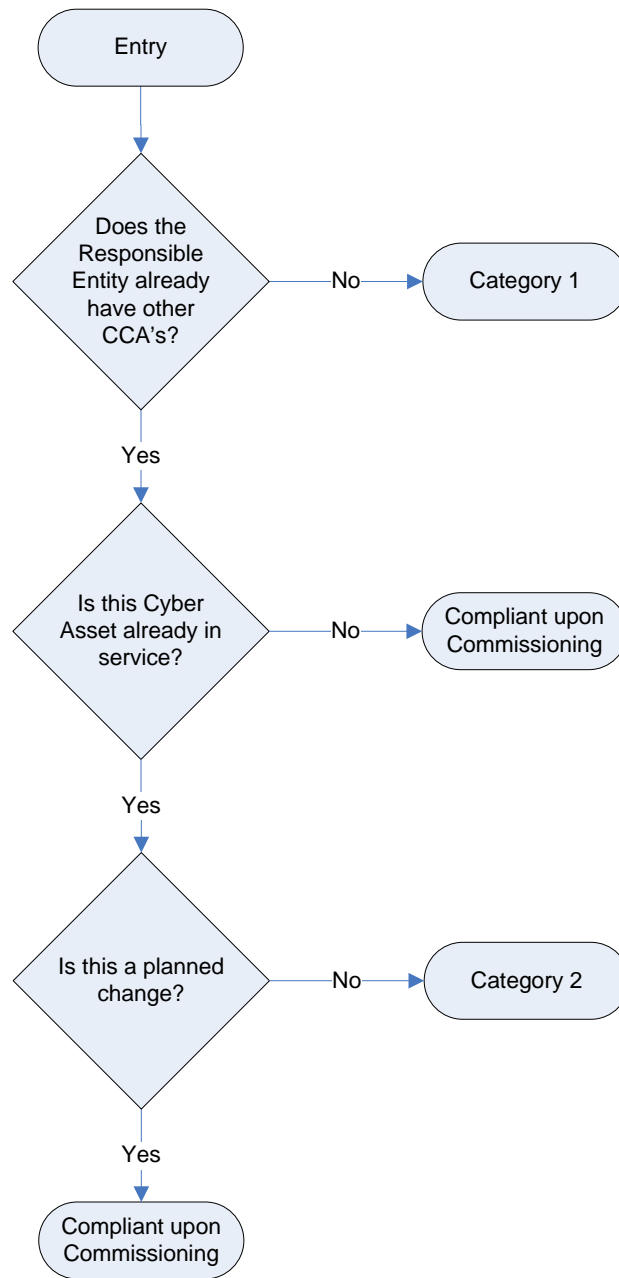 Entry
Does the
Responsible
Entity already
have other
CCA's?
No
Category 1
Yes
Is this Cyber
Asset already in
service?
No
Compliant upon
Commissioning
Yes
Is this a planned
change?
No
Category 2
Yes
Compliant upon
Commissioning